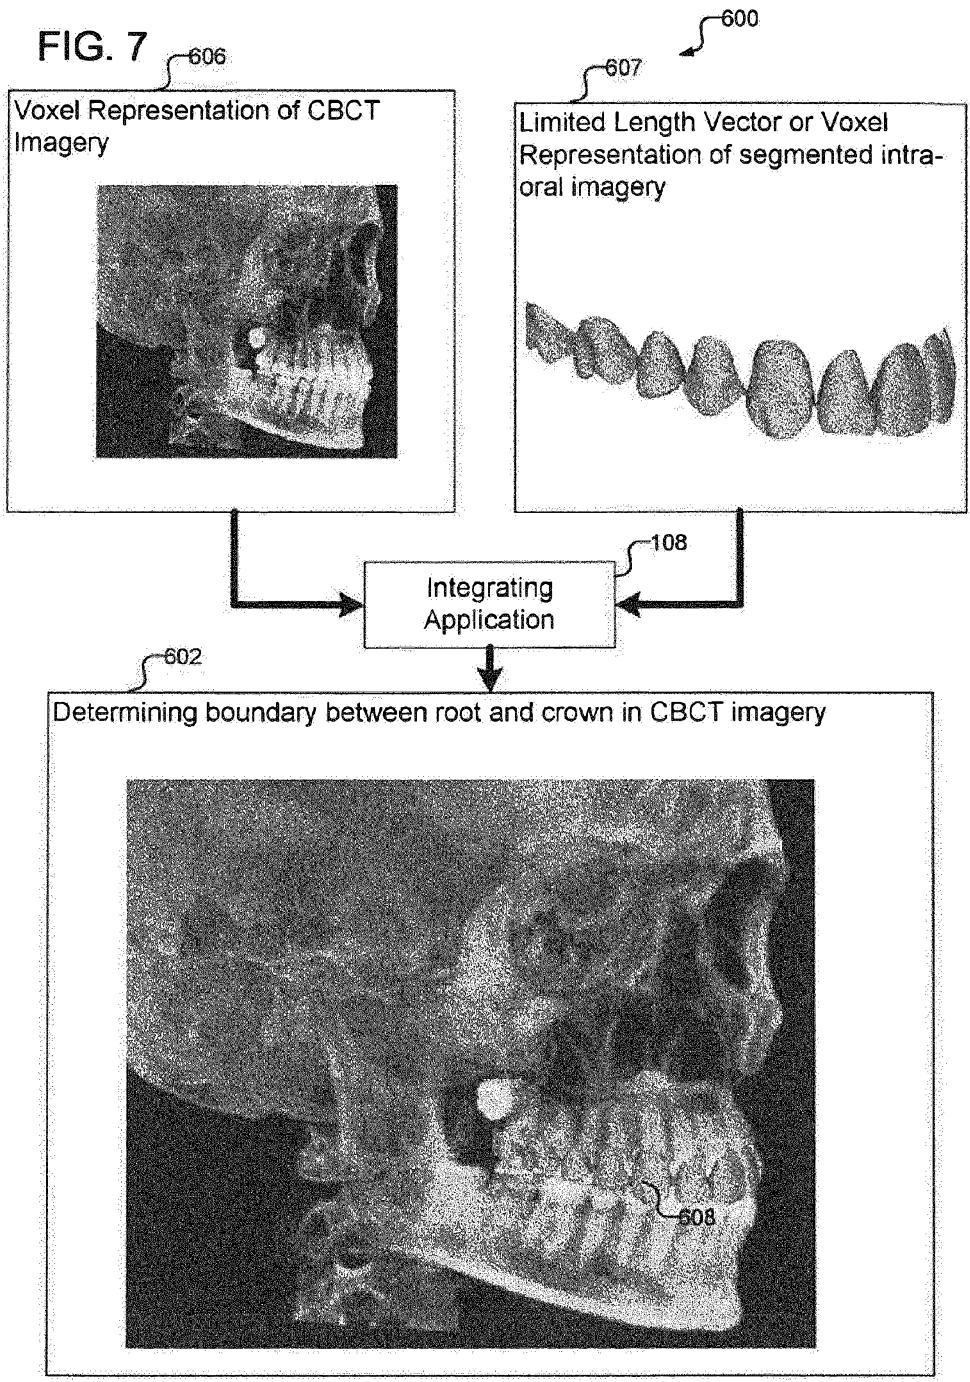 FIG. 7
600
606
607
Voxel Representation of CBCT
Imagery
Limited Length Vector or Voxel
Representation of segmented intra-
oral imagery
108
Integrating
Application
602
Determining boundary between root and crown in CBCT imagery
608